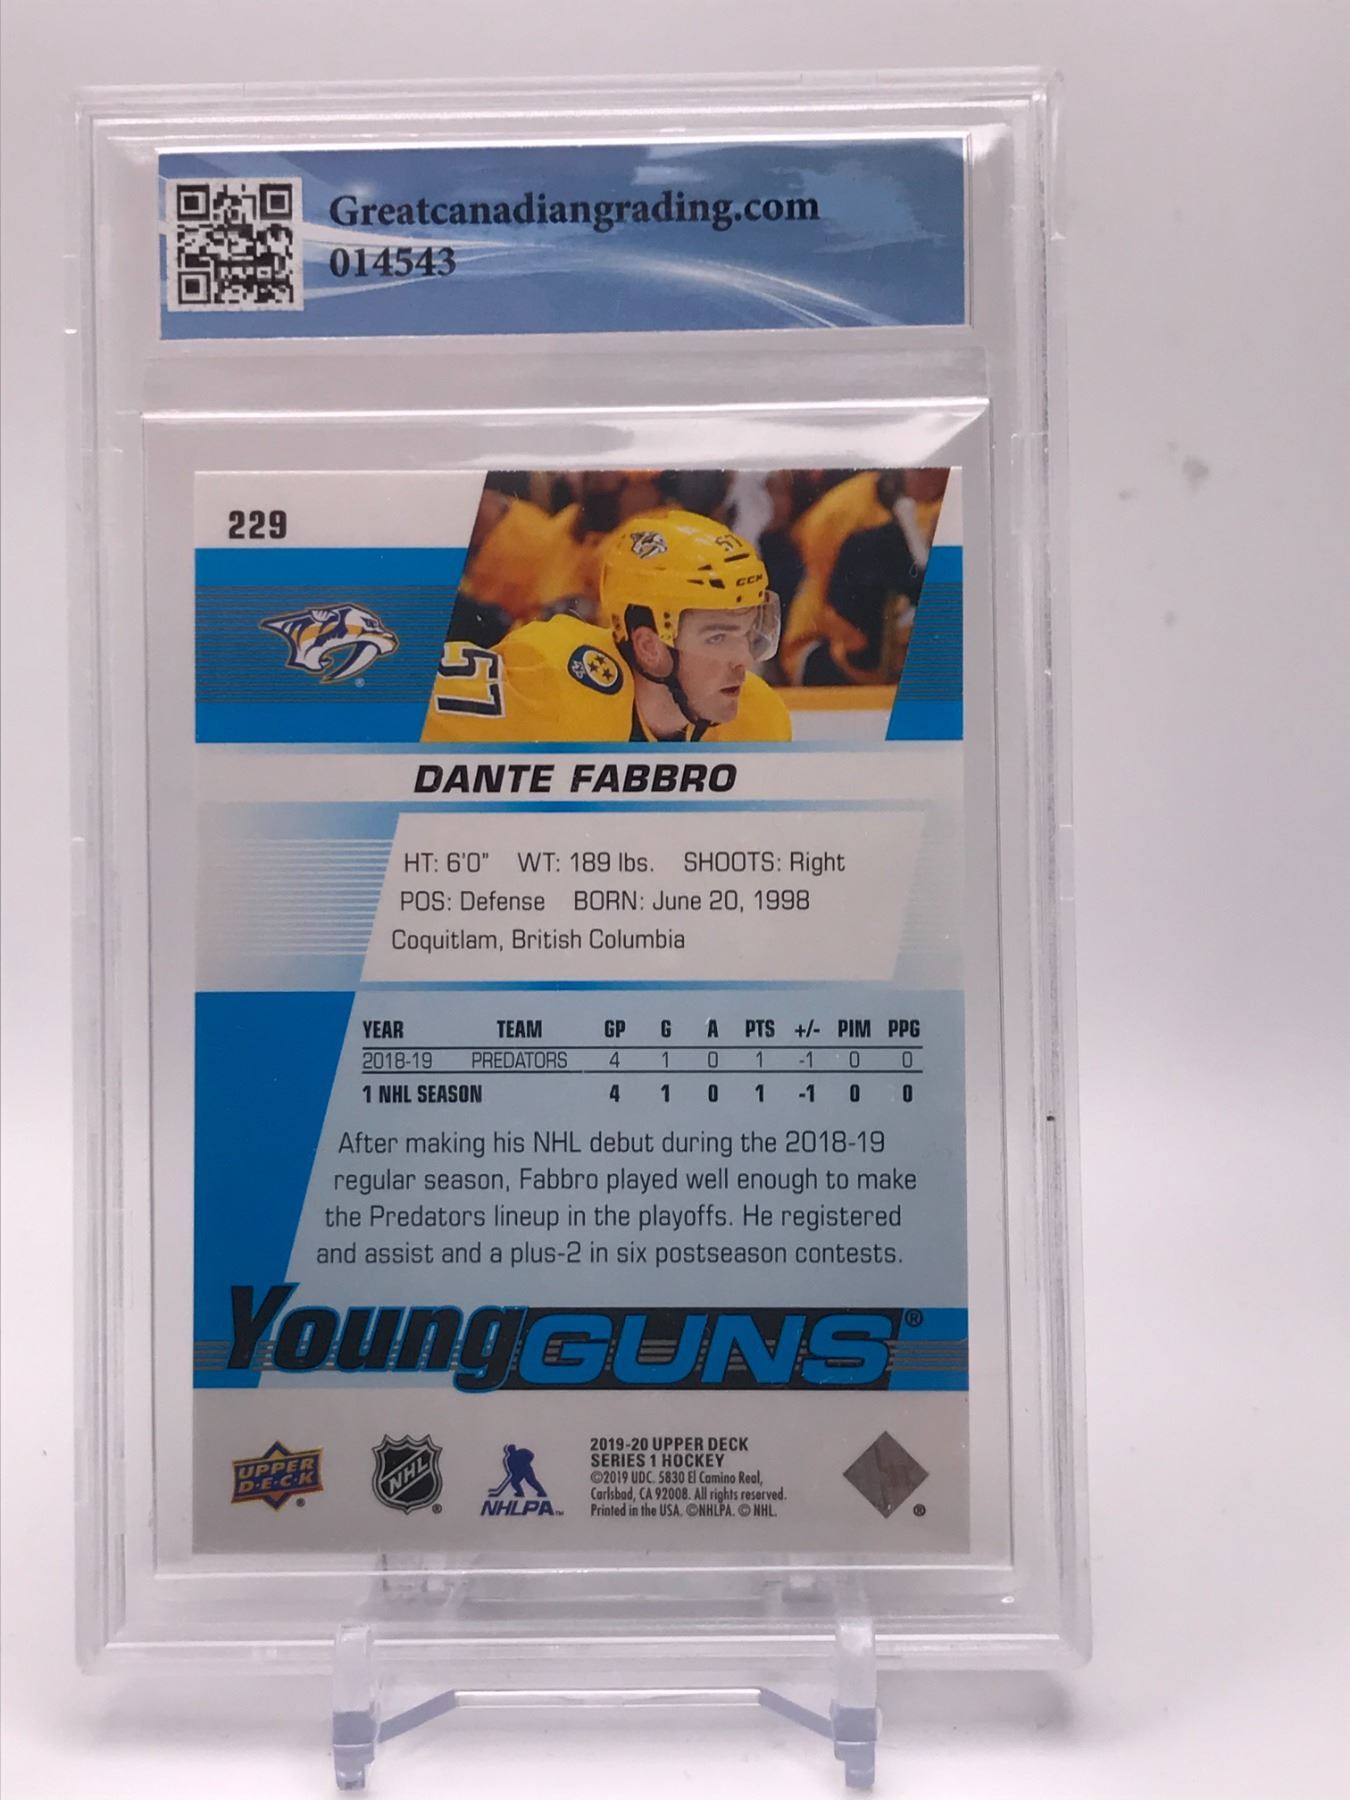 Greatcanadiangrading.com
014543
229
57
CCM
57
DANTE FABBRO
HT: 6'0" WT: 189 lbs. SHOOTS: Right
POS: Defense BORN: June 20, 1998
Coquitlam, British Columbia
YEAR TEAM GP G A PTS +/- PIM PPG
2018-19 PREDATORS 4 1 0 1 -1 0 0
1 NHL SEASON 4 1 0 1 -1 0 0
After making his NHL debut during the 2018-19
regular season, Fabbro played well enough to make
the Predators lineup in the playoffs. He registered
and assist and a plus-2 in six postseason contests.
Young GUNS®
UPPER
D·E·C·K
®
NHL
®
NHLPA™
2019-20 UPPER DECK
SERIES 1 HOCKEY
©2019 UDC. 5830 El Camino Real,
Carlsbad, CA 92008. All rights reserved.
Printed in the USA. ©NHLPA. © NHL.
®